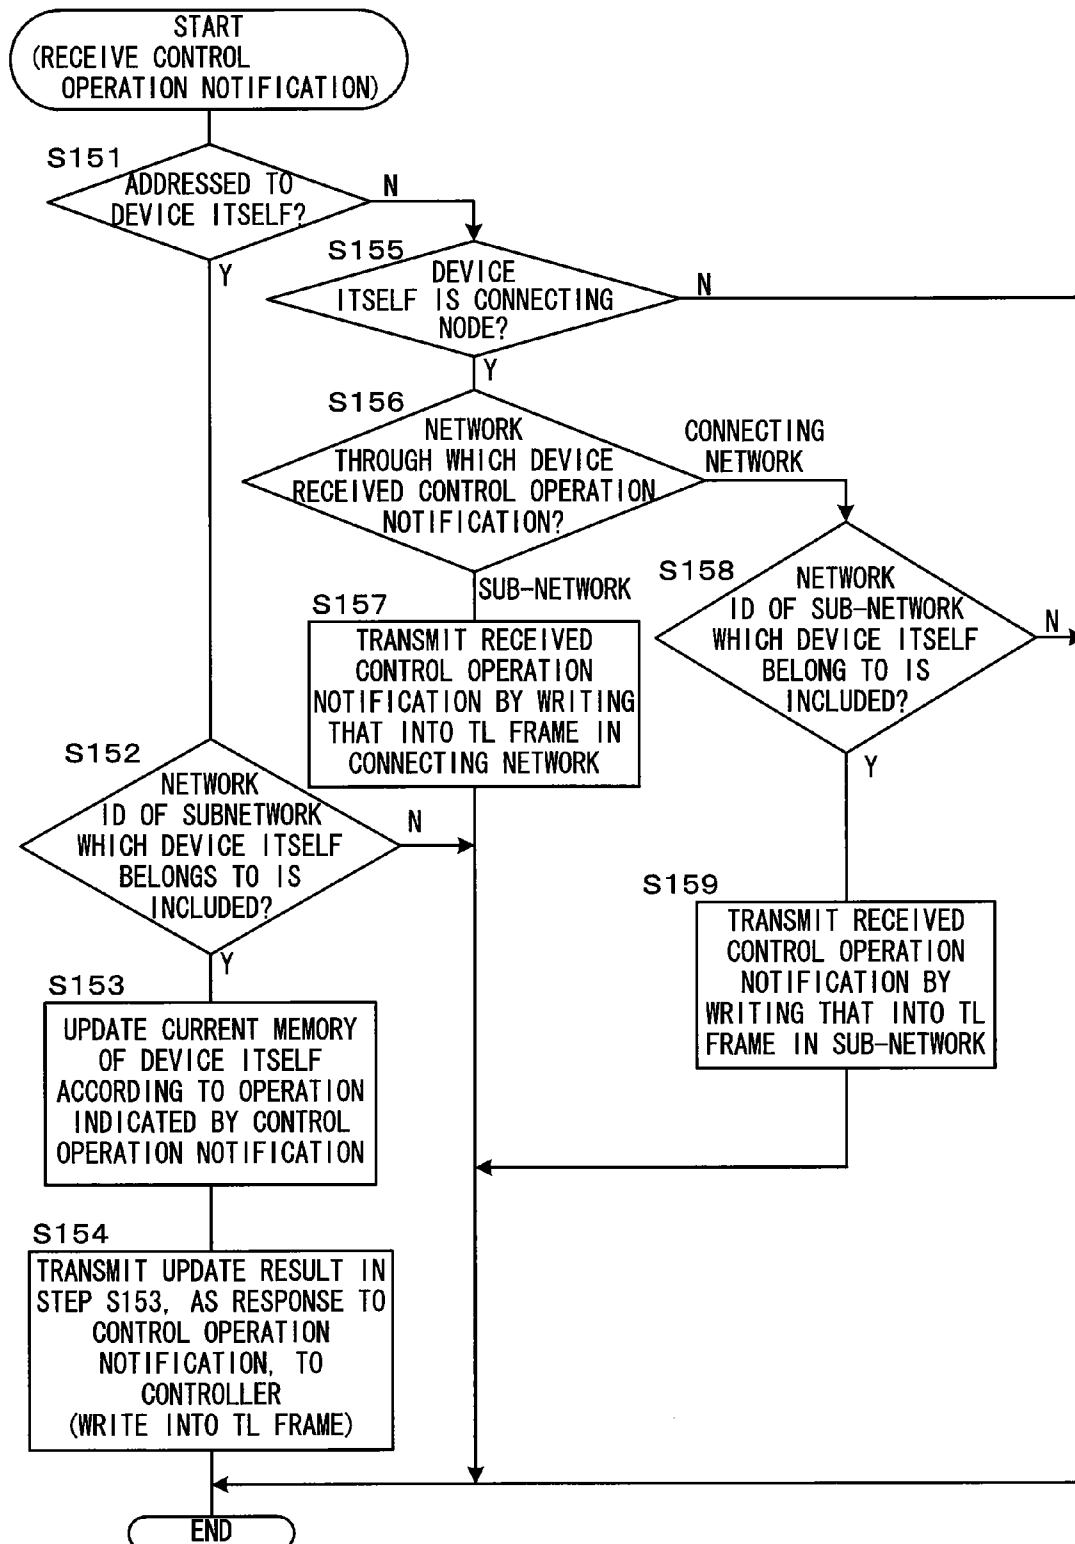 START
(RECEIVE CONTROL
OPERATION NOTIFICATION)
S151
ADDRESSED TO
DEVICE ITSELF?
N
Y
S155
DEVICE
ITSELF IS CONNECTING
NODE?
N
Y
S156
NETWORK
THROUGH WHICH DEVICE
RECEIVED CONTROL OPERATION
NOTIFICATION?
CONNECTING
NETWORK
SUB-NETWORK
S157
TRANSMIT RECEIVED
CONTROL OPERATION
NOTIFICATION BY WRITING
THAT INTO TL FRAME IN
CONNECTING NETWORK
S158
NETWORK
ID OF SUB-NETWORK
WHICH DEVICE ITSELF
BELONG TO IS
INCLUDED?
N
Y
S152
NETWORK
ID OF SUBNETWORK
WHICH DEVICE ITSELF
BELONGS TO IS
INCLUDED?
N
Y
S159
TRANSMIT RECEIVED
CONTROL OPERATION
NOTIFICATION BY
WRITING THAT INTO TL
FRAME IN SUB-NETWORK
S153
UPDATE CURRENT MEMORY
OF DEVICE ITSELF
ACCORDING TO OPERATION
INDICATED BY CONTROL
OPERATION NOTIFICATION
S154
TRANSMIT UPDATE RESULT IN
STEP S153, AS RESPONSE TO
CONTROL OPERATION
NOTIFICATION, TO
CONTROLLER
(WRITE INTO TL FRAME)
END